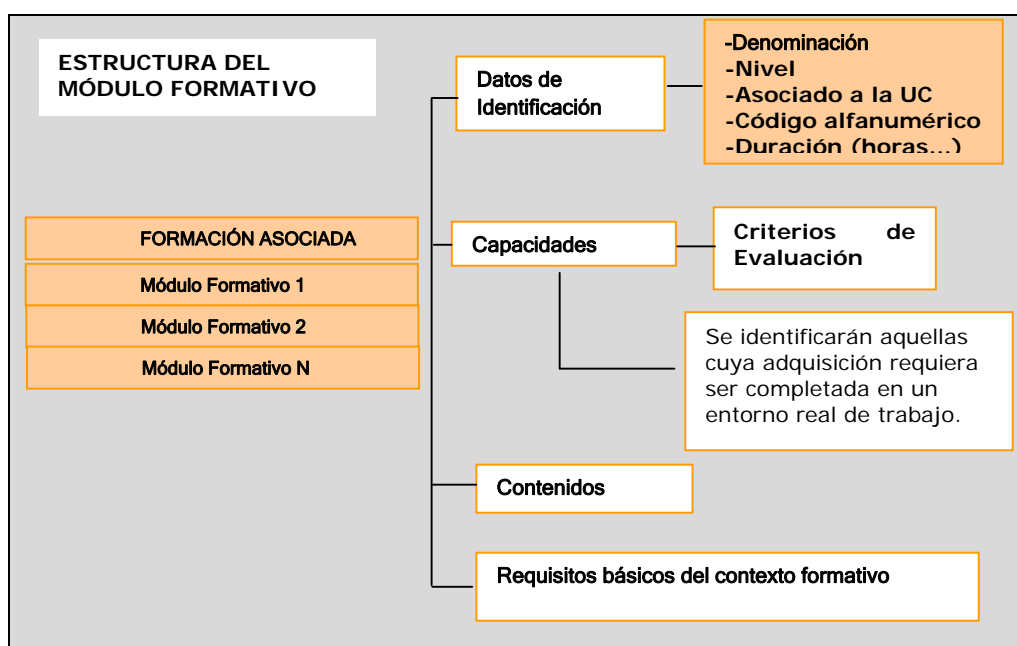 ESTRUCTURA DEL
MÓDULO FORMATIVO
Datos de
Identificación
-Denominación
-Nivel
-Asociado a la UC
-Código alfanumérico
-Duración (horas…)
FORMACIÓN ASOCIADA
Módulo Formativo 1
Módulo Formativo 2
Módulo Formativo N
Capacidades
Criterios de
Evaluación
Se identificarán aquellas
cuya adquisición requiera
ser completada en un
entorno real de trabajo.
Contenidos
Requisitos básicos del contexto formativo